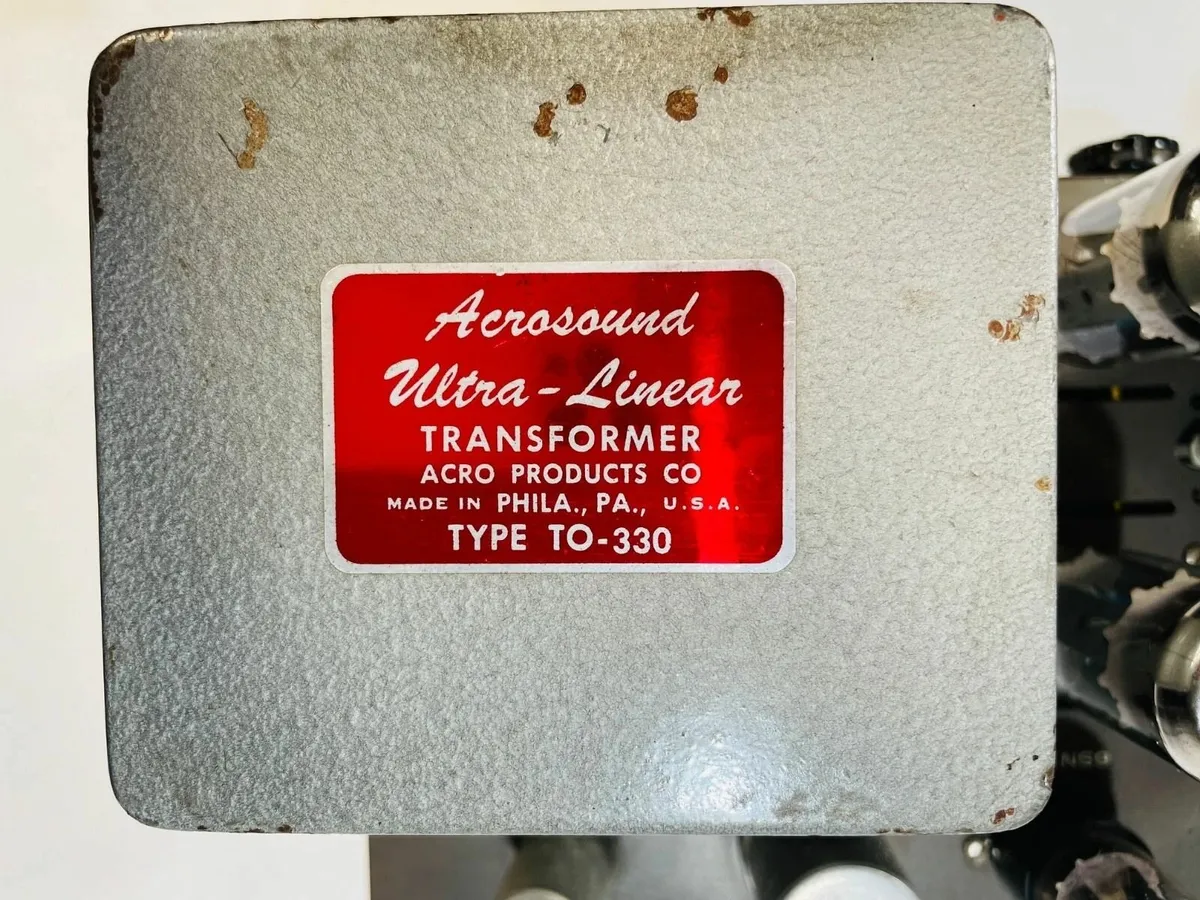 Acrosound
Ultra-Linear
TRANSFORMER
ACRO PRODUCTS CO
MADE IN PHILA., PA., U.S.A.
TYPE TO-330